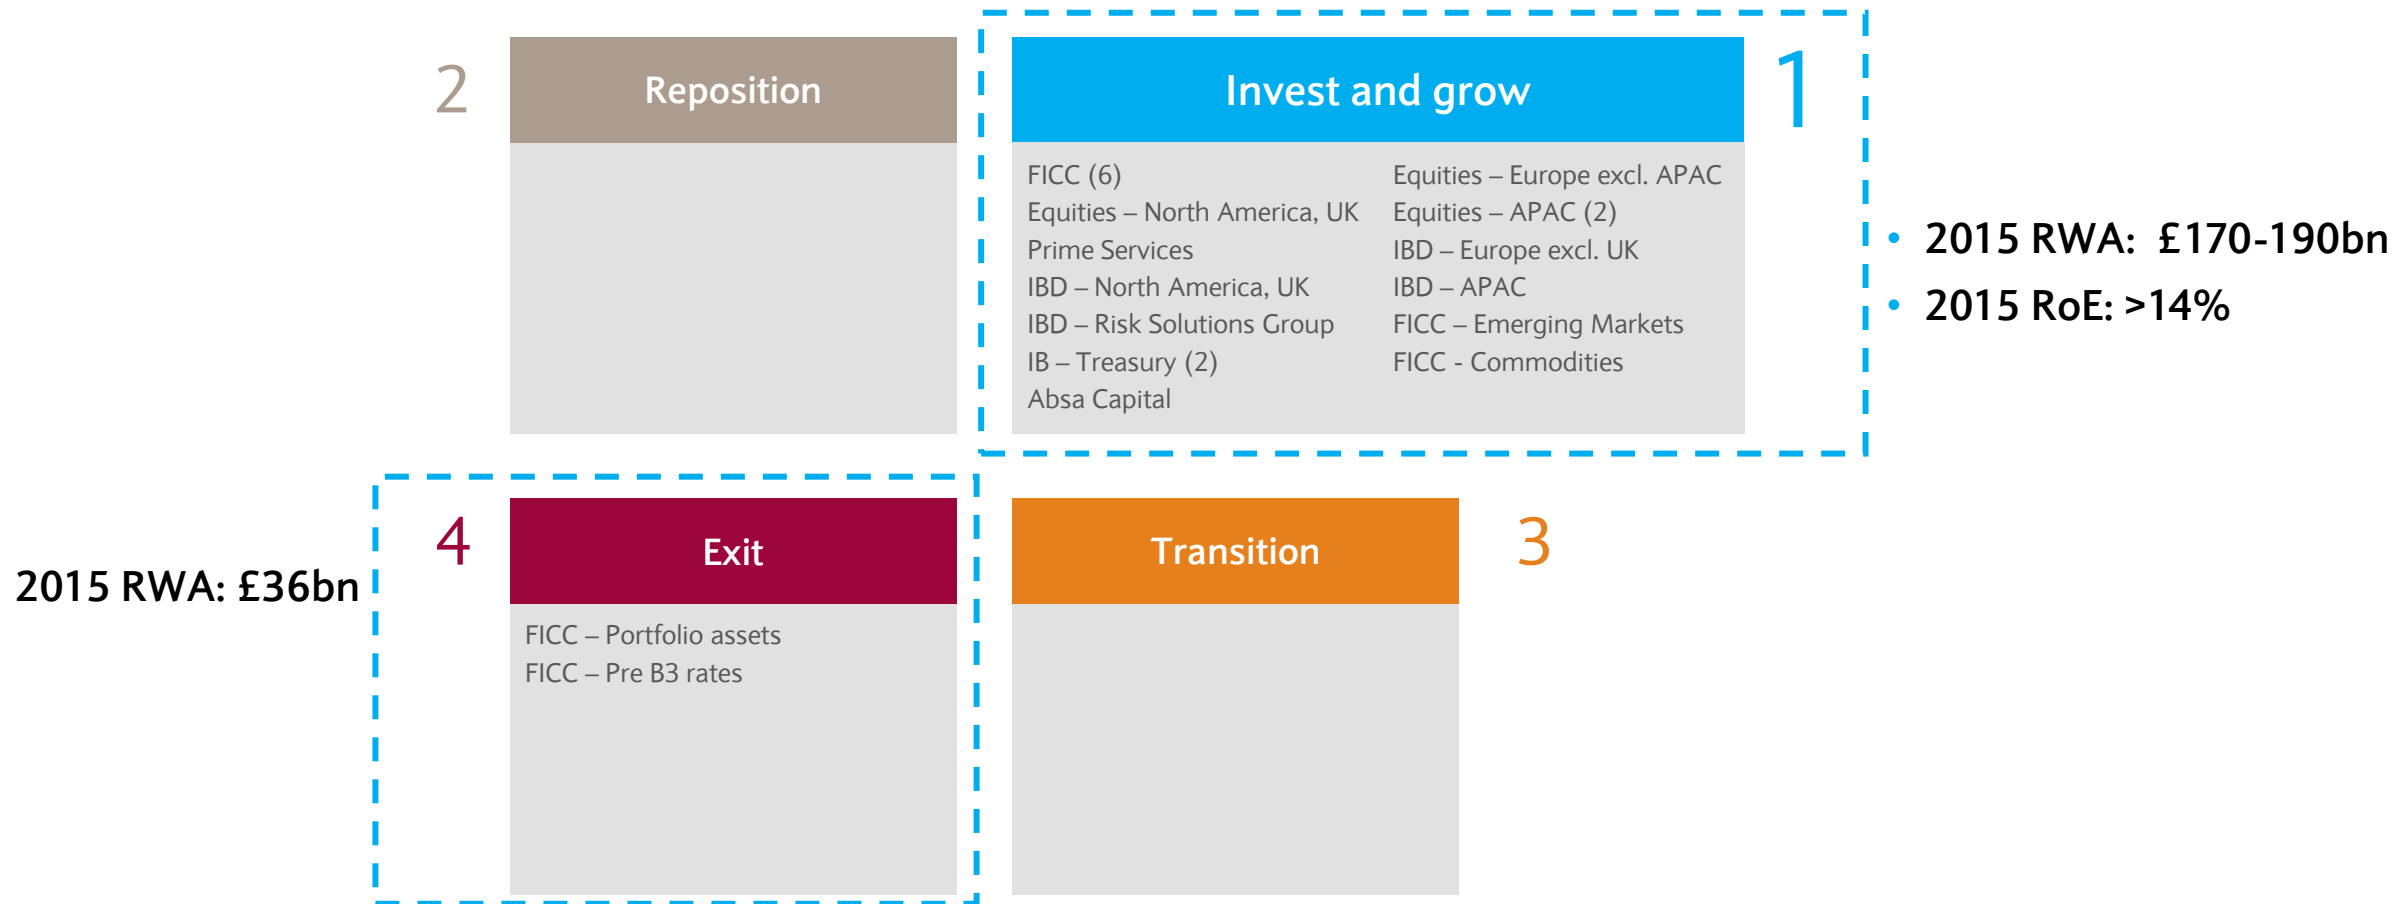 2
Reposition
Invest and grow
1
FICC (6)
Equities – North America, UK
Prime Services
IBD – North America, UK
IBD – Risk Solutions Group
IB – Treasury (2)
Absa Capital
Equities – Europe excl. APAC
Equities – APAC (2)
IBD – Europe excl. UK
IBD – APAC
FICC – Emerging Markets
FICC - Commodities
• 2015 RWA: £170-190bn
• 2015 RoE: >14%
2015 RWA: £36bn
4
Exit
FICC – Portfolio assets
FICC – Pre B3 rates
Transition
3